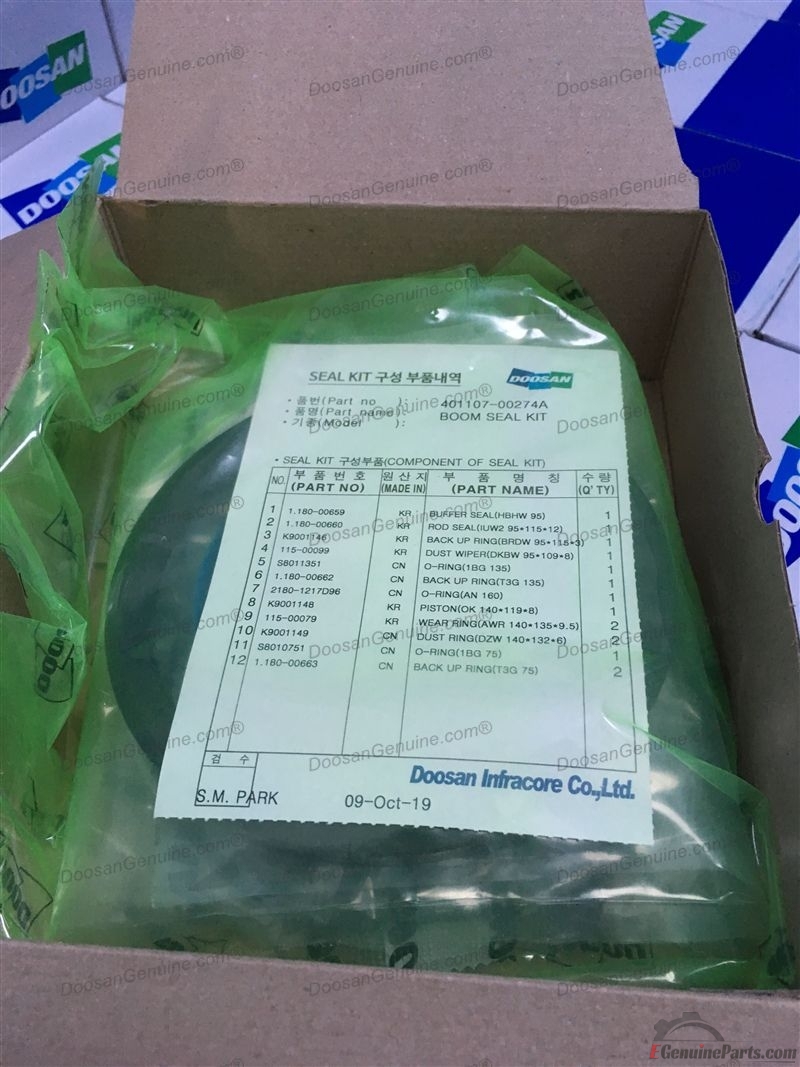 DOOSAN
DOOSAN
DoosanGenuine.com®
SEAL KIT 구성 부품내역
DOOSAN
• 품번(Part no ): 401107-00274A
• 품명(Part name): BOOM SEAL KIT
• 기종(Model ):
• SEAL KIT 구성부품(COMPONENT OF SEAL KIT)
NO. 부 품 번 호 원 산 지 부 품 명 칭 수 량
(PART NO) (MADE IN) (PART NAME) (Q' TY)
1 1.180-00659 KR BUFFER SEAL(HBHW 95) 1
2 1.180-00660 KR ROD SEAL(IUW2 95*115*12) 1
3 K9001146 KR BACK UP RING(BRDW 95*115*3) 1
4 115-00099 KR DUST WIPER(DKBW 95*109*8) 1
5 S8011351 CN O-RING(1BG 135) 1
6 1.180-00662 CN BACK UP RING(T3G 135) 1
7 2180-1217D96 CN O-RING(AN 160) 1
8 K9001148 KR PISTON(OK 140*119*8) 1
9 115-00079 KR WEAR RING(AWR 140*135*9.5) 2
10 K9001149 CN DUST RING(DZW 140*132*6) 2
11 S8010751 CN O-RING(1BG 75) 1
12 1.180-00663 CN BACK UP RING(T3G 75) 2
검 수
S.M. PARK
09-Oct-19
Doosan Infracore Co.,Ltd.
FGenuineParts.com